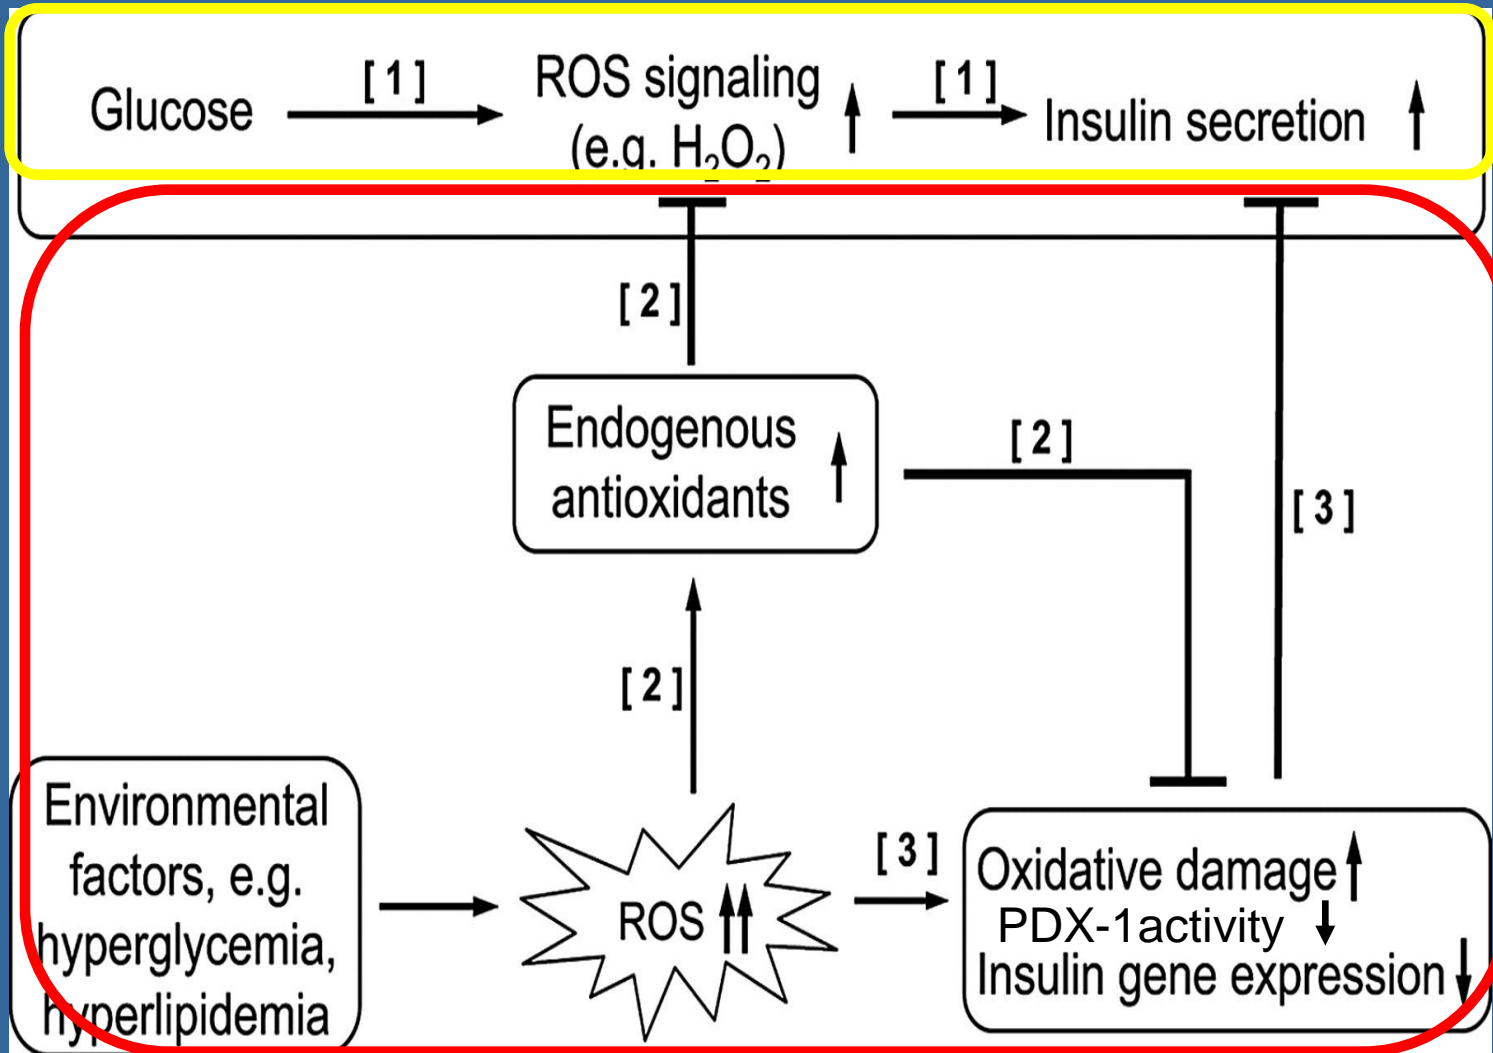 [ 1 ]
[ 1 ]
Glucose
ROS signaling
(e.g. H₂O₂)
Insulin secretion
[ 2 ]
Endogenous
antioxidants
[ 2 ]
[ 3 ]
[ 2 ]
Environmental
factors, e.g.
hyperglycemia,
hyperlipidemia
ROS
[ 3 ]
Oxidative damage
PDX-1activity
Insulin gene expression